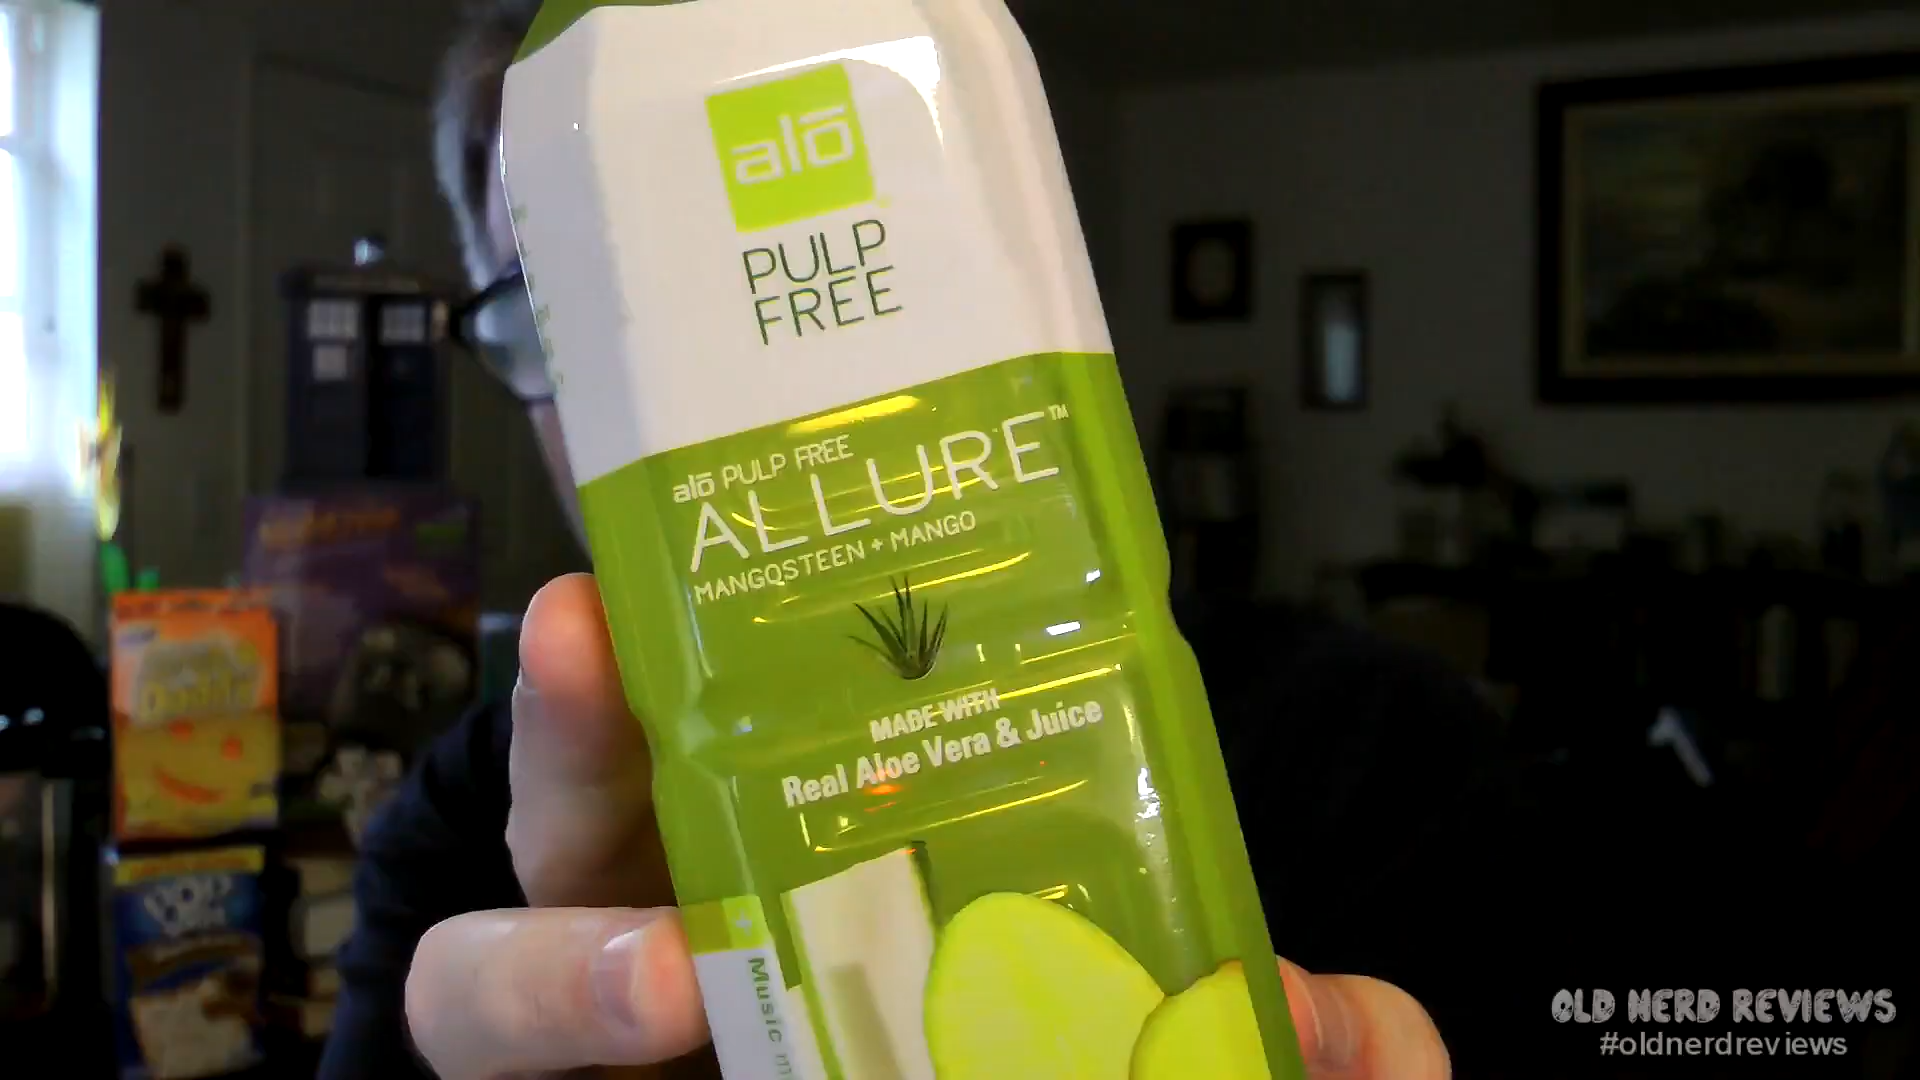 alō
PULP
FREE
alō PULP FREE
ALLURE™
MANGOSTEEN + MANGO
MADE WITH
Real Aloe Vera & Juice
+
Music
POP
OLD NERD REVIEWS
#oldnerdreviews